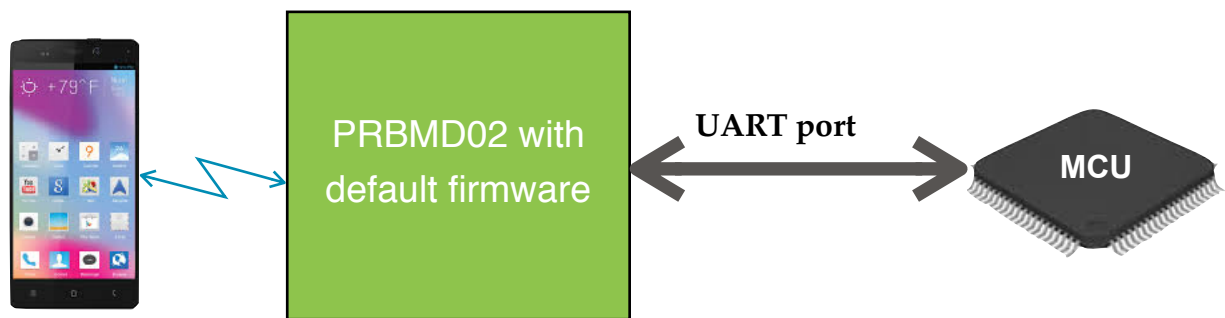 +79°F
PRBMD02 with
default firmware
UART port
MCU